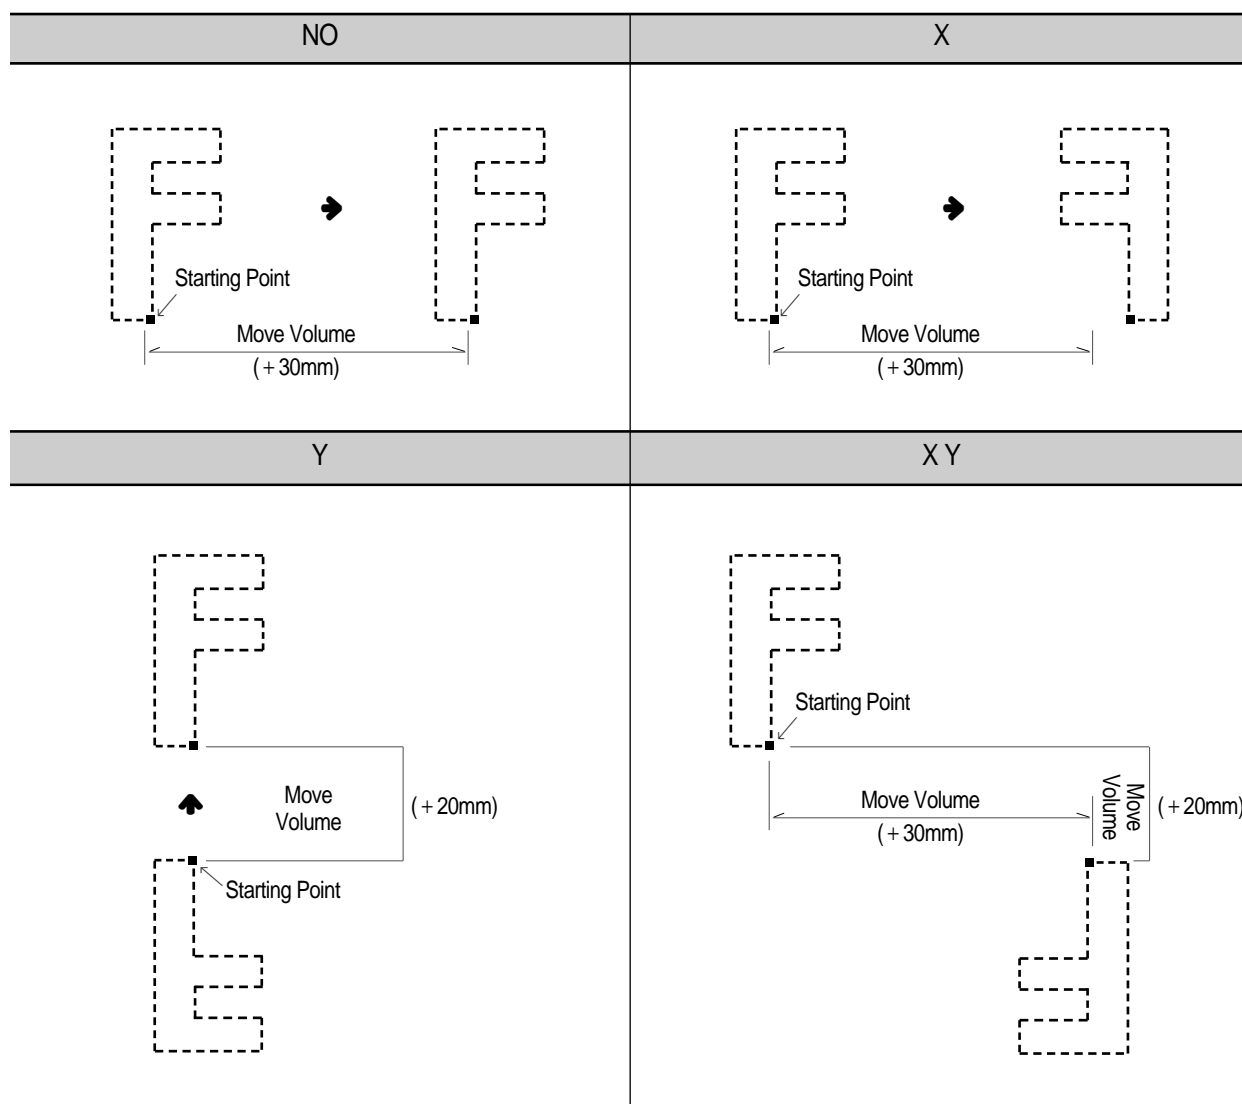 NO
X
Starting Point
Move Volume
(+30mm)
Starting Point
Move Volume
(+30mm)
Y
X Y
Move
Volume
(+20mm)
Starting Point
Starting Point
Move Volume
(+30mm)
Move
Volume
(+20mm)